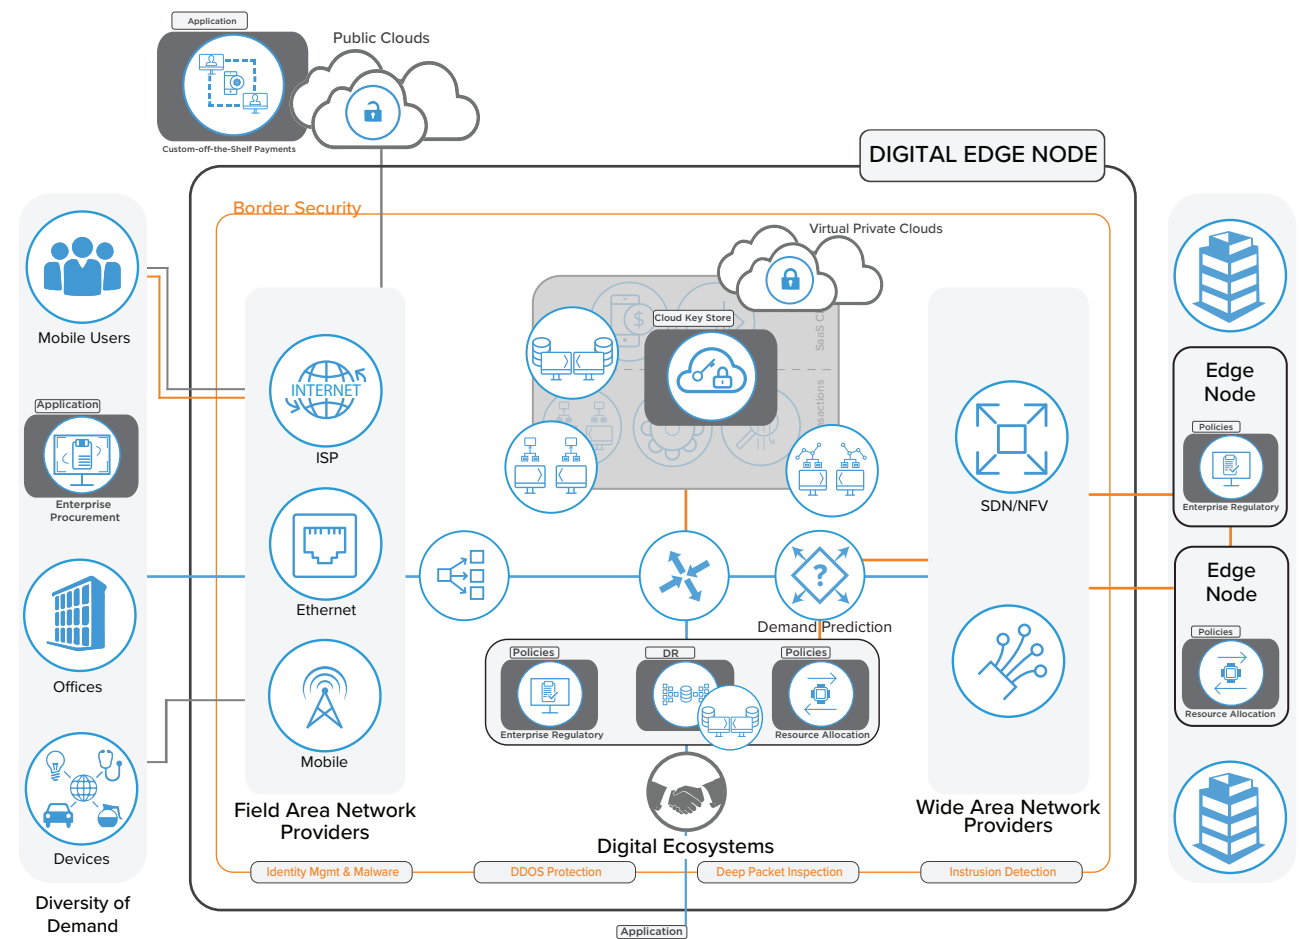 Application
Public Clouds
Custom-off-the-Shelf Payments
DIGITAL EDGE NODE
Border Security
Virtual Private Clouds
Mobile Users
Application
Enterprise
Procurement
Offices
Devices
Diversity of
Demand
INTERNET
ISP
Ethernet
Mobile
Field Area Network
Providers
Cloud Key Store
SaaS C
sactions
$
?
Demand Prediction
Policies
Enterprise Regulatory
DR
Policies
Resource Allocation
Digital Ecosystems
SDN/NFV
Wide Area Network
Providers
Edge
Node
Policies
Enterprise Regulatory
Edge
Node
Policies
Resource Allocation
Identity Mgmt & Malware
DDOS Protection
Deep Packet Inspection
Instrusion Detection
Application